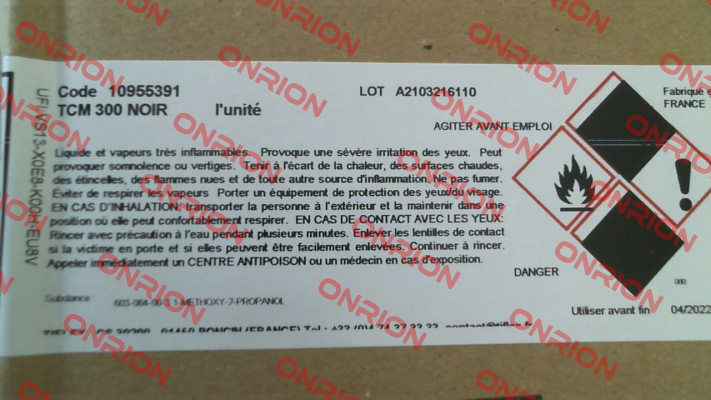 Code 10955391
LOT A2103216110
Fabriqué e
FRANCE
TCM 300 NOIR l'unité
AGITER AVANT EMPLOI
Liquide et vapeurs très inflammables. Provoque une sévère irritation des yeux. Peut
provoquer somnolence ou vertiges. Tenir à l'écart de la chaleur, des surfaces chaudes,
des étincelles, des flammes nues et de toute autre source d'inflammation. Ne pas fumer.
Éviter de respirer les vapeurs Porter un équipement de protection des yeux/du visage.
EN CAS D'INHALATION: transporter la personne à l'extérieur et la maintenir dans une
position où elle peut confortablement respirer. EN CAS DE CONTACT AVEC LES YEUX:
Rincer avec précaution à l'eau pendant plusieurs minutes. Enlever les lentilles de contact
si la victime en porte et si elles peuvent être facilement enlevées. Continuer à rincer.
Appeler immédiatement un CENTRE ANTIPOISON ou un médecin en cas d'exposition.
DANGER
Substance 603-064-00-3 1-METHOXY-2-PROPANOL
Utiliser avant fin 04/2022
ONRION